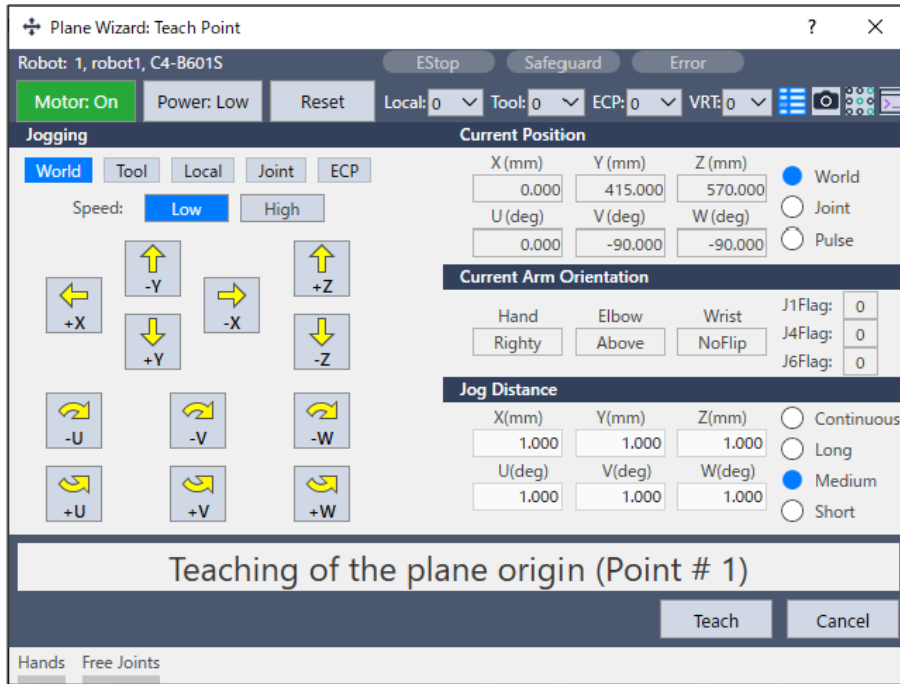 Plane Wizard: Teach Point ?
Robot: 1, robot1, C4-B601S EStop Safeguard Error
Motor: On Power: Low Reset Local: 0 Tool: 0 ECP: 0 VRT: 0
Jogging Current Position
World Tool Local Joint ECP
Speed: Low High
-Y
+Z
+X
-X
+Y
-Z
-U -V -W
+U +V +W
X (mm) Y (mm) Z (mm)
0.000 415.000 570.000
U (deg) V (deg) W (deg)
0.000 -90.000 -90.000
World
Joint
Pulse
Current Arm Orientation
Hand Elbow Wrist
Righty Above NoFlip
J1Flag: 0
J4Flag: 0
J6Flag: 0
Jog Distance
X(mm) Y(mm) Z(mm)
1.000 1.000 1.000
U(deg) V(deg) W(deg)
1.000 1.000 1.000
Continuous
Long
Medium
Short
Teaching of the plane origin (Point # 1)
Teach Cancel
Hands Free Joints